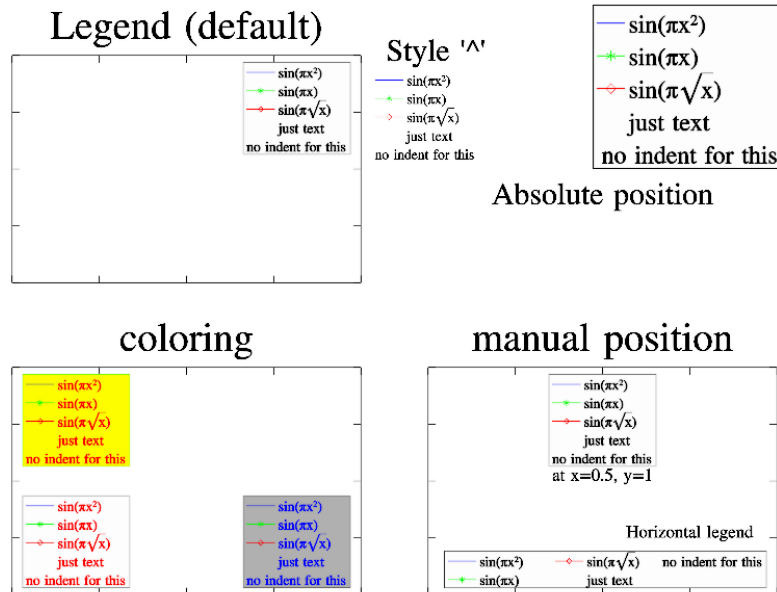 Legend (default)
sin(πx²)
sin(πx)
sin(π√x)
just text
no indent for this
Style '^'
sin(πx²)
sin(πx)
sin(π√x)
just text
no indent for this
sin(πx²)
sin(πx)
sin(π√x)
just text
no indent for this
Absolute position
coloring
sin(πx²)
sin(πx)
sin(π√x)
just text
no indent for this
sin(πx²)
sin(πx)
sin(π√x)
just text
no indent for this
sin(πx²)
sin(πx)
sin(π√x)
just text
no indent for this
manual position
sin(πx²)
sin(πx)
sin(π√x)
just text
no indent for this
at x=0.5, y=1
Horizontal legend
sin(πx²) sin(π√x) no indent for this
sin(πx) just text